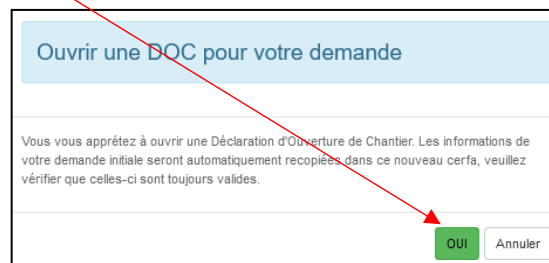 Ouvrir une DOC pour votre demande
Vous vous apprétez à ouvrir une Déclaration d'Ouverture de Chantier. Les informations de
votre demande initiale seront automatiquement recopiées dans ce nouveau cerfa, veuillez
vérifier que celles-ci sont toujours valides.
OUI Annuler